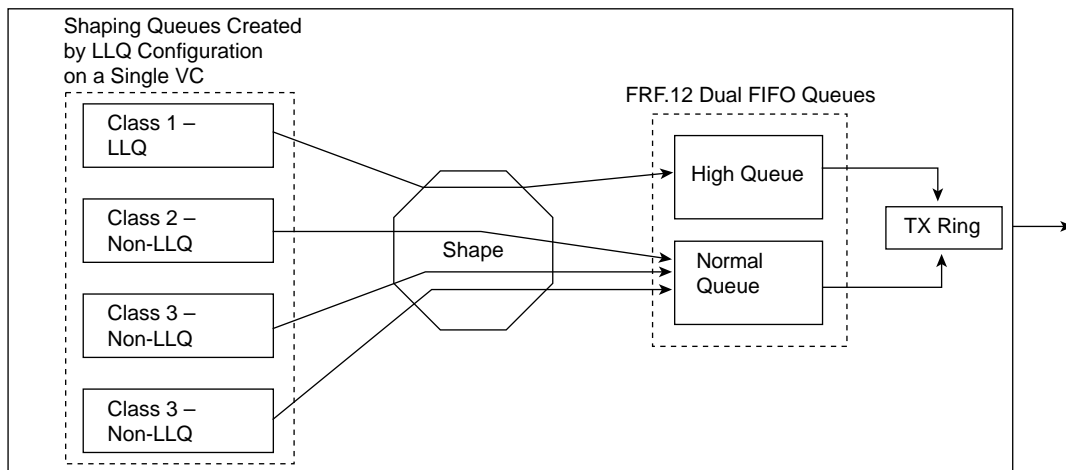 Shaping Queues Created
by LLQ Configuration
on a Single VC
Class 1 –
LLQ
Class 2 –
Non-LLQ
Class 3 –
Non-LLQ
Class 3 –
Non-LLQ
Shape
FRF.12 Dual FIFO Queues
High Queue
Normal
Queue
TX Ring